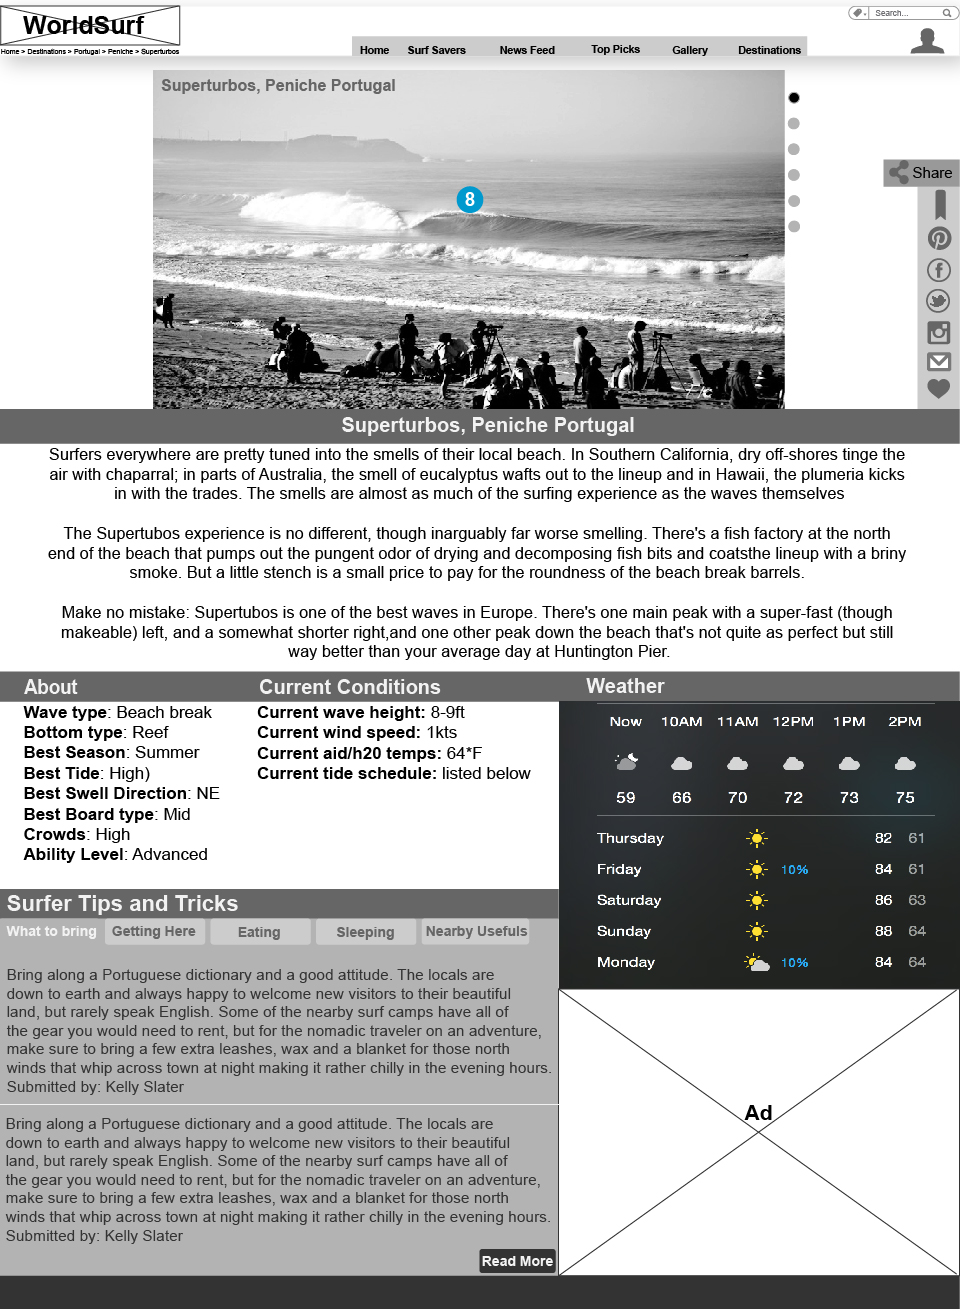 WorldSurf
Search...
Home > Destinations > Portugal > Peniche > Superturbos
Home Surf Savers News Feed Top Picks Gallery Destinations
Superturbos, Peniche Portugal
8
Share
Superturbos, Peniche Portugal
Surfers everywhere are pretty tuned into the smells of their local beach. In Southern California, dry off-shores tinge the
air with chaparral; in parts of Australia, the smell of eucalyptus wafts out to the lineup and in Hawaii, the plumeria kicks
in with the trades. The smells are almost as much of the surfing experience as the waves themselves
The Supertubos experience is no different, though inarguably far worse smelling. There's a fish factory at the north
end of the beach that pumps out the pungent odor of drying and decomposing fish bits and coatsthe lineup with a briny
smoke. But a little stench is a small price to pay for the roundness of the beach break barrels.
Make no mistake: Supertubos is one of the best waves in Europe. There's one main peak with a super-fast (though
makeable) left, and a somewhat shorter right,and one other peak down the beach that's not quite as perfect but still
way better than your average day at Huntington Pier.
About
Wave type: Beach break
Bottom type: Reef
Best Season: Summer
Best Tide: High)
Best Swell Direction: NE
Best Board type: Mid
Crowds: High
Ability Level: Advanced
Current Conditions
Current wave height: 8-9ft
Current wind speed: 1kts
Current aid/h20 temps: 64*F
Current tide schedule: listed below
Weather
Now 10AM 11AM 12PM 1PM 2PM
59 66 70 72 73 75
Thursday 82 61
Friday 10% 84 61
Saturday 86 63
Sunday 88 64
Monday 10% 84 64
Surfer Tips and Tricks
What to bring Getting Here Eating Sleeping Nearby Usefuls
Bring along a Portuguese dictionary and a good attitude. The locals are
down to earth and always happy to welcome new visitors to their beautiful
land, but rarely speak English. Some of the nearby surf camps have all of
the gear you would need to rent, but for the nomadic traveler on an adventure,
make sure to bring a few extra leashes, wax and a blanket for those north
winds that whip across town at night making it rather chilly in the evening hours.
Submitted by: Kelly Slater
Bring along a Portuguese dictionary and a good attitude. The locals are
down to earth and always happy to welcome new visitors to their beautiful
land, but rarely speak English. Some of the nearby surf camps have all of
the gear you would need to rent, but for the nomadic traveler on an adventure,
make sure to bring a few extra leashes, wax and a blanket for those north
winds that whip across town at night making it rather chilly in the evening hours.
Submitted by: Kelly Slater
Read More
Ad